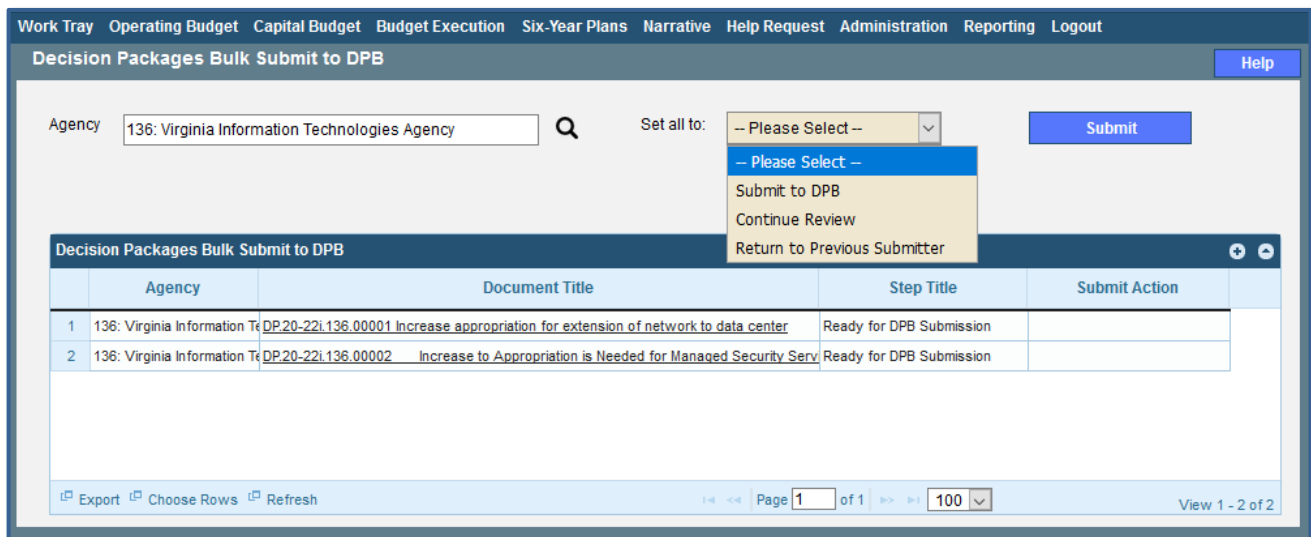 Work Tray Operating Budget Capital Budget Budget Execution Six-Year Plans Narrative Help Request Administration Reporting Logout
Decision Packages Bulk Submit to DPB Help
Agency 136: Virginia Information Technologies Agency Set all to: -- Please Select -- Submit
-- Please Select --
Submit to DPB
Continue Review
Return to Previous Submitter
Decision Packages Bulk Submit to DPB
Agency Document Title Step Title Submit Action
1 136: Virginia Information Te DP.20-22i.136.00001 Increase appropriation for extension of network to data center Ready for DPB Submission
2 136: Virginia Information Te DP.20-22i.136.00002 Increase to Appropriation is Needed for Managed Security Servi Ready for DPB Submission
Export Choose Rows Refresh Page 1 of 1 100 View 1 - 2 of 2